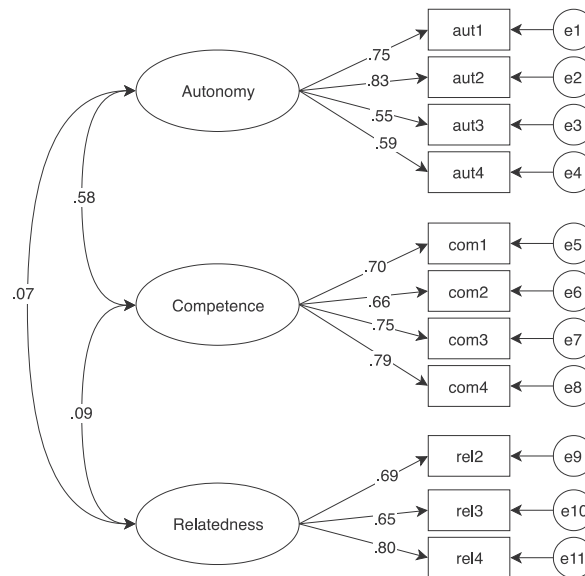 aut1
e1
.75
aut2
e2
.83
Autonomy
.55
aut3
e3
.59
aut4
e4
.58
com1
e5
.70
com2
e6
.66
.07
Competence
.75
com3
e7
.79
com4
e8
.09
rel2
e9
.69
rel3
e10
.65
Relatedness
.80
rel4
e11